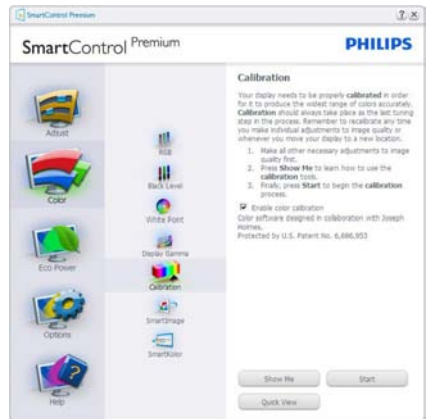 SmartControl Premium
SmartControl Premium
PHILIPS
Adjust
Color
Eco Power
Options
Help
RGB
Black Level
White Point
Display Gamma
Calibration
SmartImage
SmartKolor
Calibration
Your display needs to be properly calibrated in order
for it to produce the widest range of colors accurately.
Calibration should always take place as the last tuning
step in the process. Remember to recalibrate any time
you make individual adjustments to image quality or
whenever you move your display to a new location.
1. Make all other necessary adjustments to image
quality first.
2. Press Show Me to learn how to use the
calibration tools.
3. Finally, press Start to begin the calibration
process.
Enable color calibration
Color software designed in collaboration with Joseph
Holmes.
Protected by U.S. Patent No. 6,686,953
Show Me
Start
Quick View